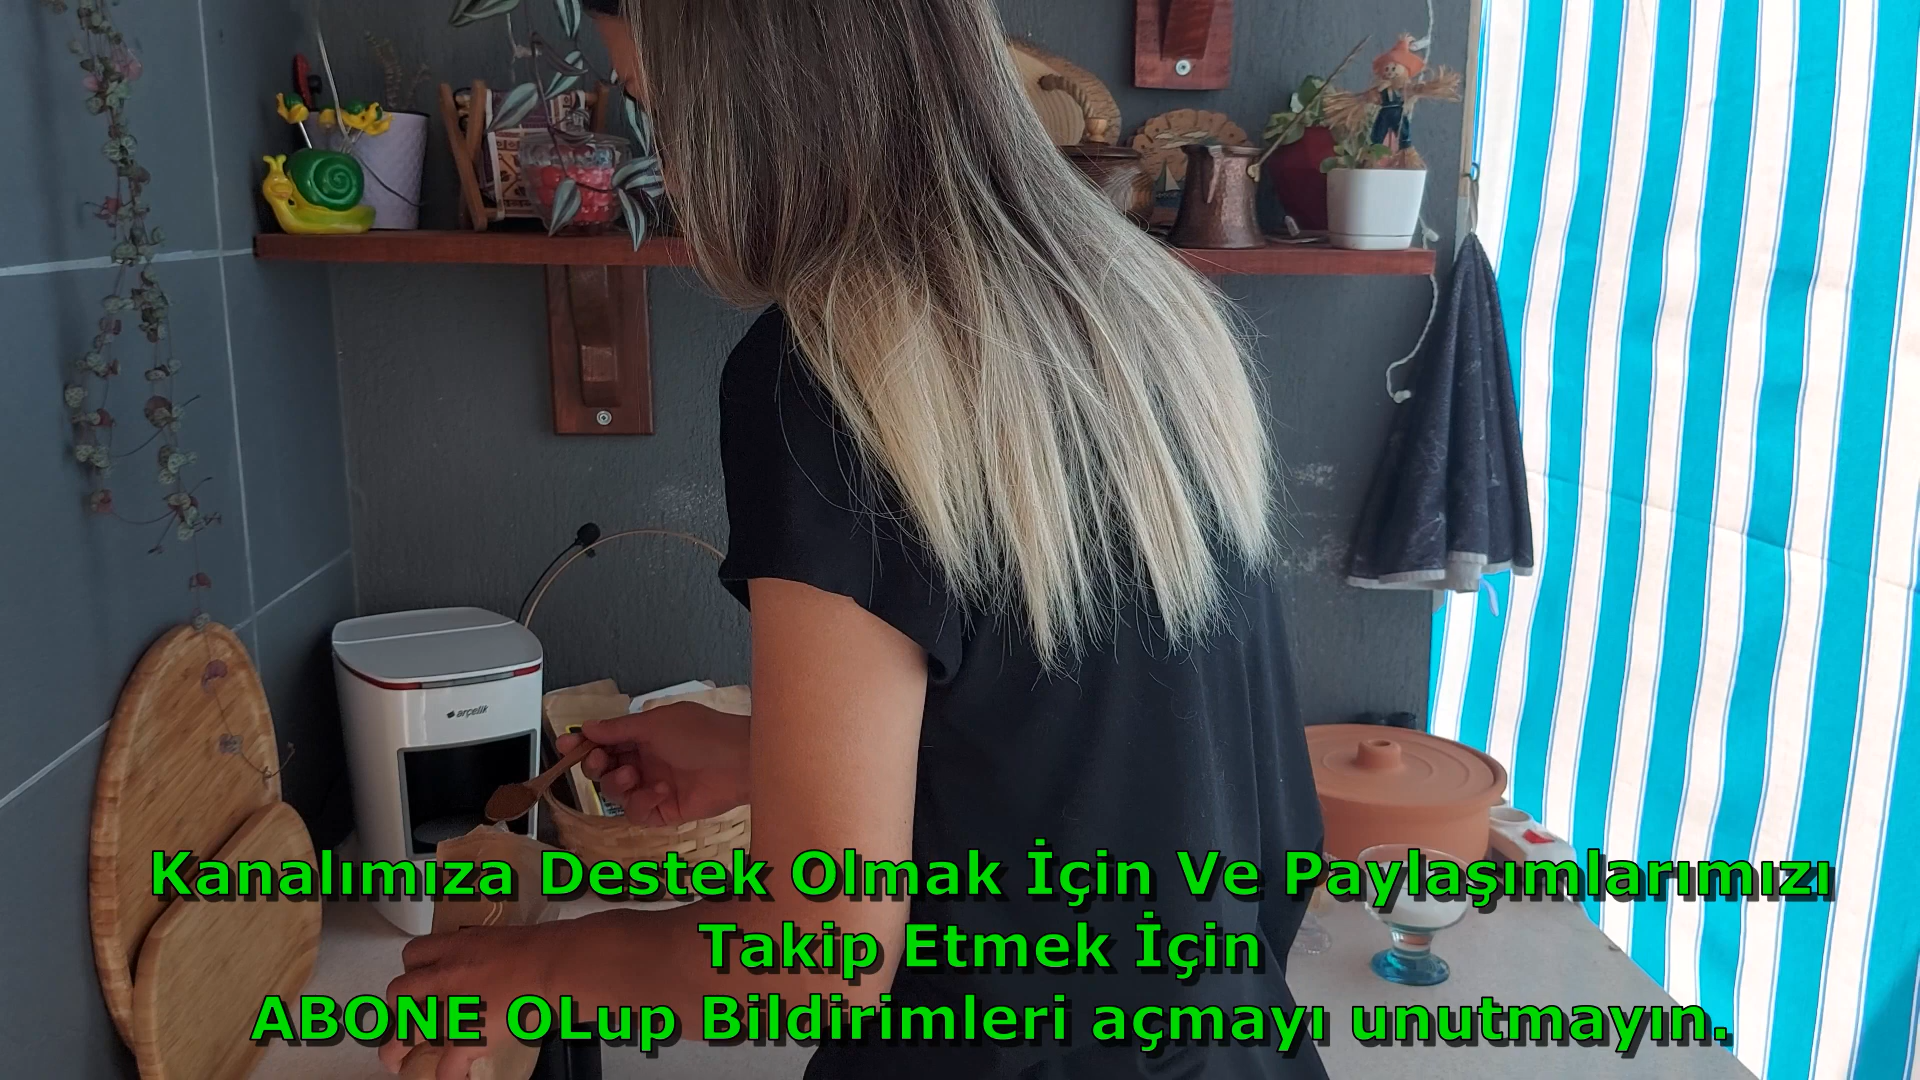 arçelik
Kanalımıza Destek Olmak İçin Ve Paylaşımlarımızı
Takip Etmek İçin
ABONE OLup Bildirimleri açmayı unutmayın.